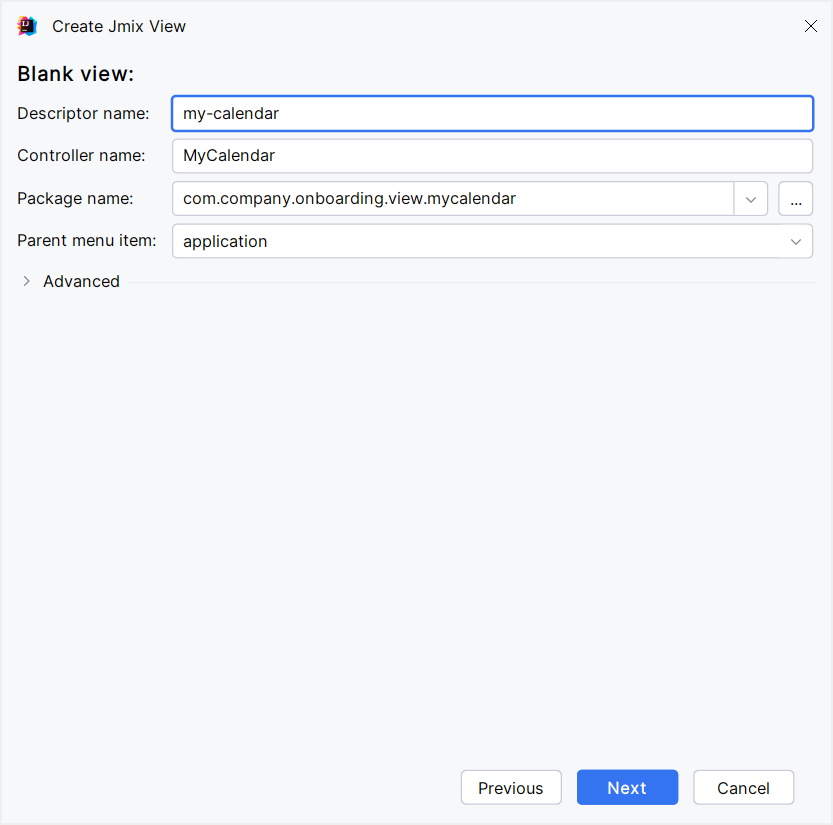 Create Jmix View
Blank view:
Descriptor name: my-calendar
Controller name: MyCalendar
Package name: com.company.onboarding.view.mycalendar ...
Parent menu item: application
Advanced
Previous Next Cancel